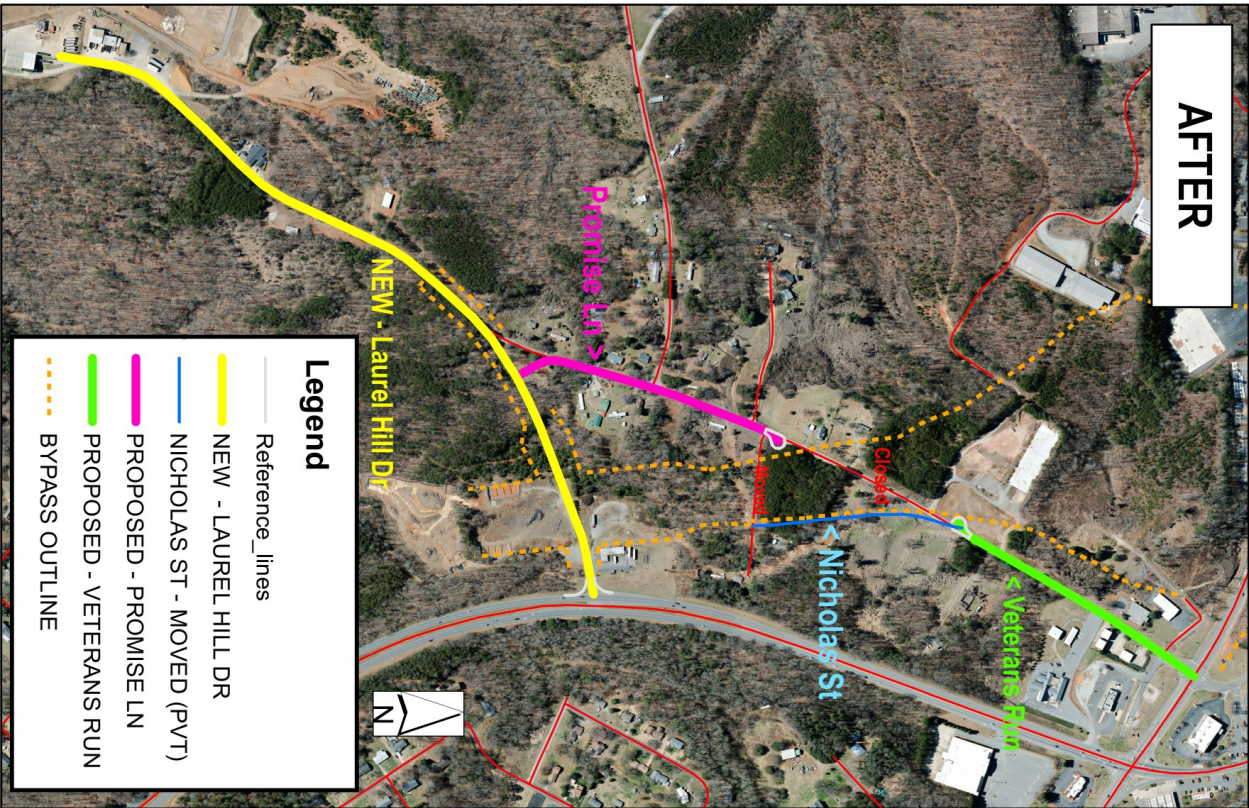 AFTER
Promise Ln >
NEW - Laurel Hill Dr
Closed
Moved
< Nicholas St
< Veterans Run
N
Legend
Reference_lines
NEW - LAUREL HILL DR
NICHOLAS ST - MOVED (PVT)
PROPOSED - PROMISE LN
PROPOSED - VETERANS RUN
BYPASS OUTLINE